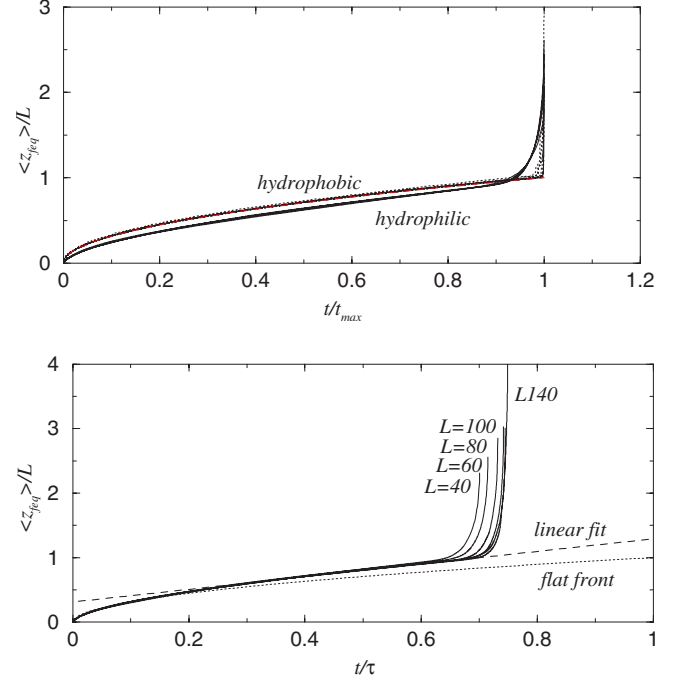 3
2
1
0
<z_feq>/L
hydrophobic
hydrophilic
0 0.2 0.4 0.6 0.8 1 1.2
t/t_max
4
3
2
1
0
<z_feq>/L
L140
L=100
L=80
L=60
L=40
linear fit
flat front
0 0.2 0.4 0.6 0.8 1
t/τ